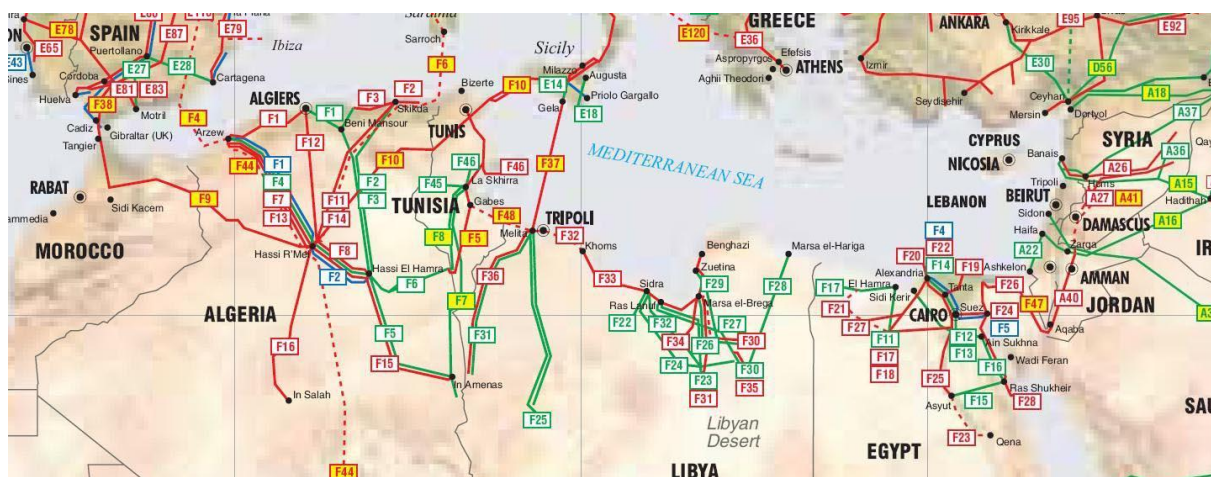 E78
SPAIN
E87
E79
Sardinia
E120
GREECE
ANKARA
Kirikkale
E95
E92
E65
Puertollano
Ibiza
Sarroch
Sicily
E36
Efefsis
E43
Sines
Cordoba
E27
E28
F6
Milazzo
Aspropyrgos
ATHENS
Izmir
E30
D56
Huelva
E81
E83
Cartagena
Bizerte
F10
E14
Augusta
Aghii Theodori
Seydisehir
Ceyhan
A18
F38
Motril
ALGIERS
F3
F2
Skikda
Gela
Priolo Gargallo
E18
Mersin
Dortyol
A37
Cadiz
Gibraltar (UK)
F4
F1
F1
Beni Mansour
TUNIS
CYPRUS
SYRIA
Tangier
Arzew
F12
F10
F46
F46
F37
MEDITERRANEAN SEA
NICOSIA
Banais
A36
Qay
F44
F1
F2
F45
La Skhirra
Tripoli
Hums
A26
A15
RABAT
F4
F3
TUNISIA
Gabes
F48
TRIPOLI
LEBANON
BEIRUT
A27
A41
Hadithah
Sidi Kacem
F9
F7
F11
F14
F13
F8
F5
Melita
F32
Khoms
Benghazi
Marsa el-Hariga
F4
F22
Sidon
DAMASCUS
A16
MOROCCO
Hassi R'Mel
F8
Zuetina
F20
F14
F19
Haifa
A22
Zarqa
F2
Hassi El Hamra
F36
F33
Sidra
F29
F28
Alexandria
Ashkelon
AMMAN
F6
F7
Ras Lanuf
Marsa el-Brega
F17
El Hamra
Sidi Kerir
Tanta
F26
F47
A40
JORDAN
ALGERIA
F5
F31
F22
F32
F27
F21
CAIRO
Suez
F24
F5
Aqaba
F16
F15
F34
F26
F30
F27
F11
F12
Ain Sukhna
F24
F30
F17
F13
Wadi Feran
In Amenas
F23
F35
F18
F25
F16
Ras Shukheir
In Salah
F31
F15
F28
F25
Libyan
Desert
Asyut
F23
Qena
SAU
F44
LIBYA
EGYPT